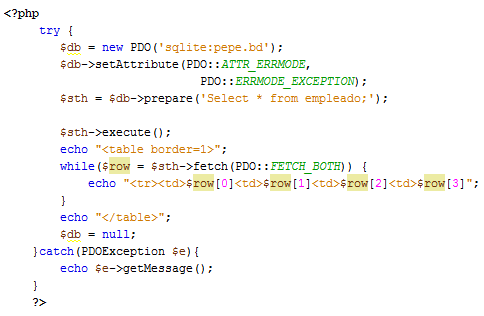 <?php
try {
$db = new PDO('sqlite:pepe.bd');
$db->setAttribute(PDO::ATTR_ERRMODE,
PDO::ERRMODE_EXCEPTION);
$sth = $db->prepare('Select * from empleado;');
$sth->execute();
echo "<table border=1>";
while($row = $sth->fetch(PDO::FETCH_BOTH)) {
echo "<tr><td>$row[0]<td>$row[1]<td>$row[2]<td>$row[3]";
}
echo "</table>";
$db = null;
}catch(PDOException $e){
echo $e->getMessage();
}
?>